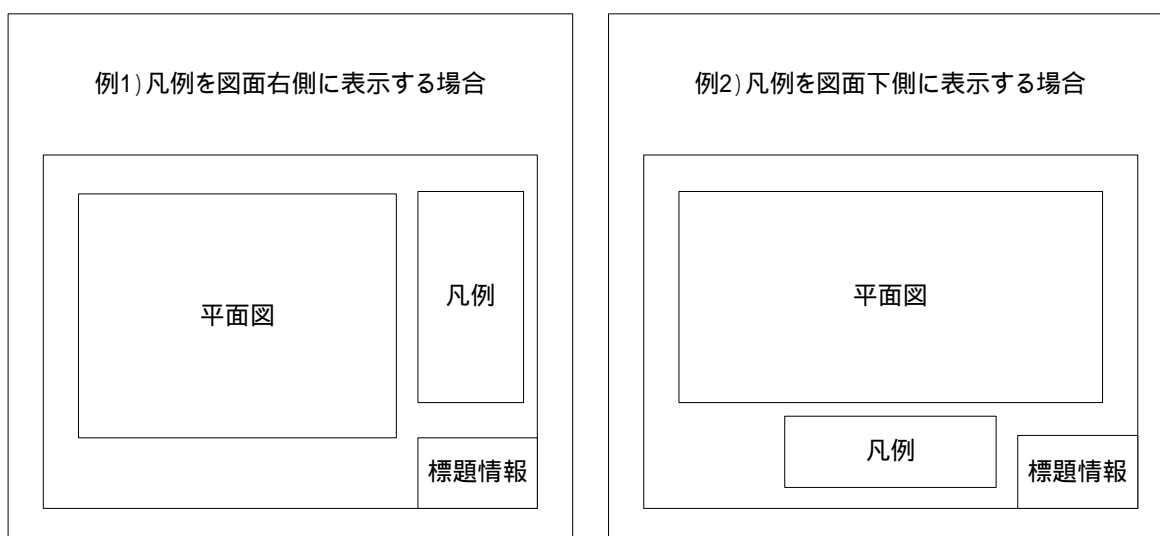 例1)凡例を図面右側に表示する場合
平面図
凡例
標題情報
例2)凡例を図面下側に表示する場合
平面図
凡例
標題情報